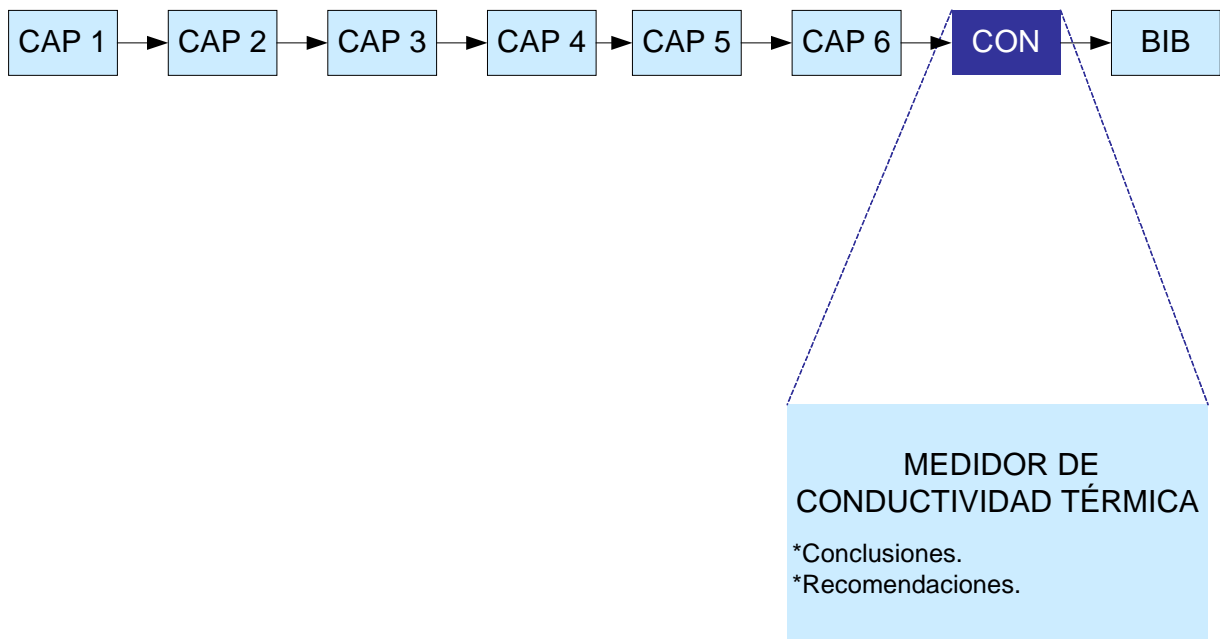 CAP 1 CAP 2 CAP 3 CAP 4 CAP 5 CAP 6 CON BIB
MEDIDOR DE
CONDUCTIVIDAD TÉRMICA
*Conclusiones.
*Recomendaciones.